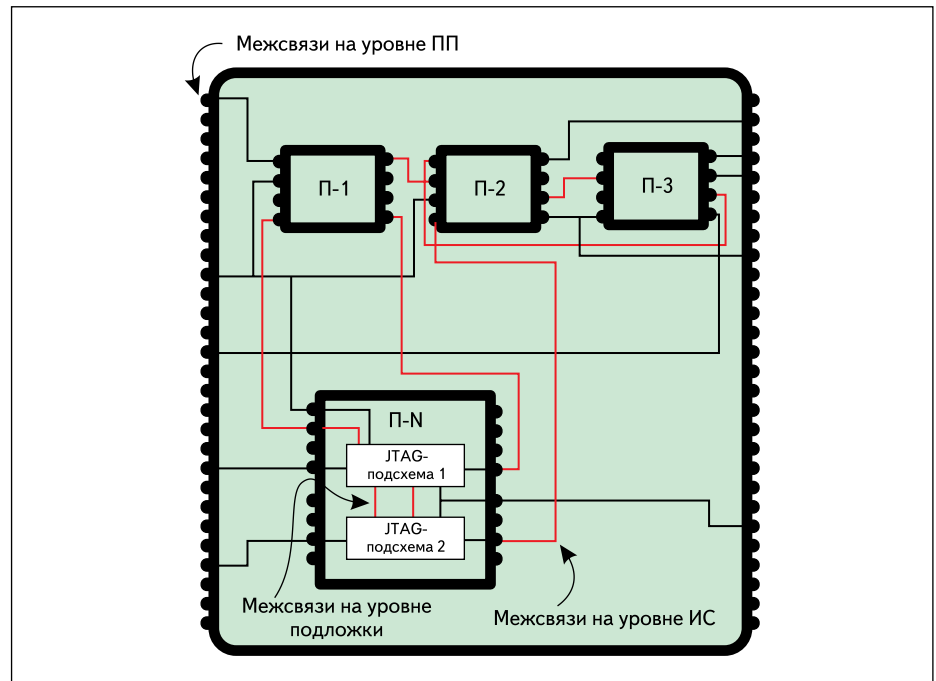 Межсвязи на уровне ПП
П-1
П-2
П-3
П-N
JTAG-
подсхема 1
JTAG-
подсхема 2
Межсвязи на уровне
подложки
Межсвязи на уровне ИС